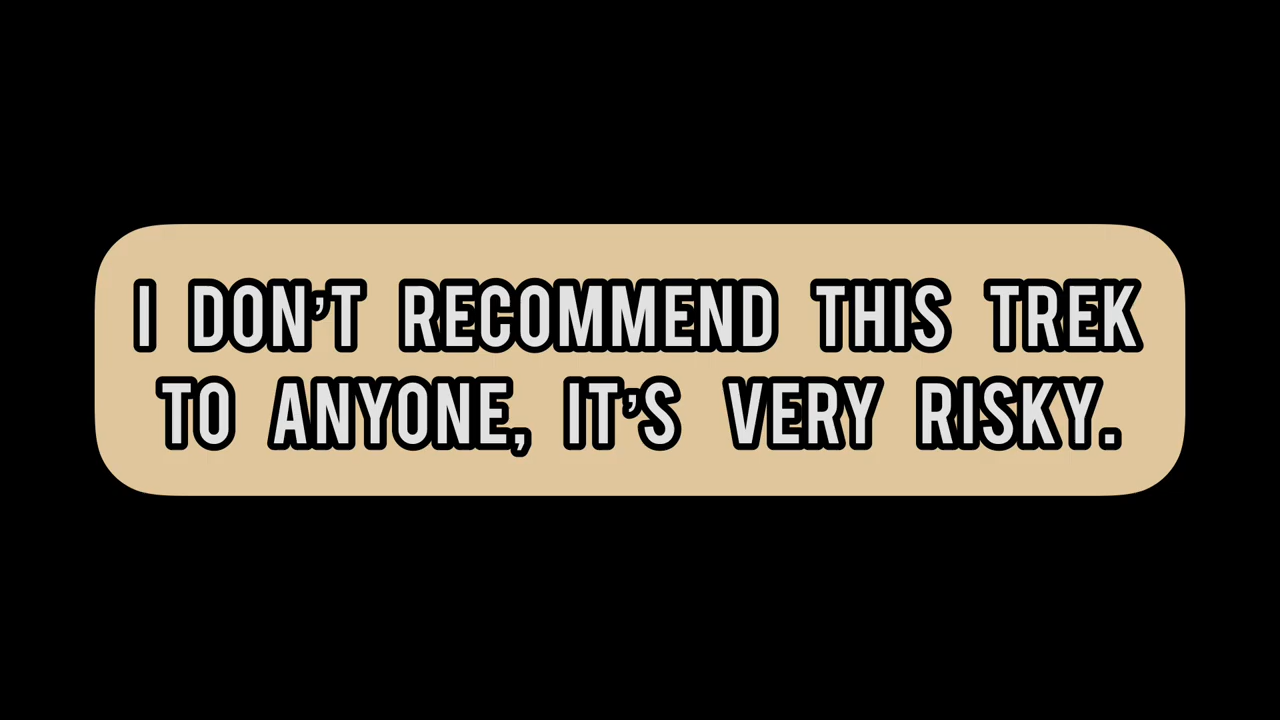 I DON’T RECOMMEND THIS TREK
TO ANYONE, IT’S VERY RISKY.